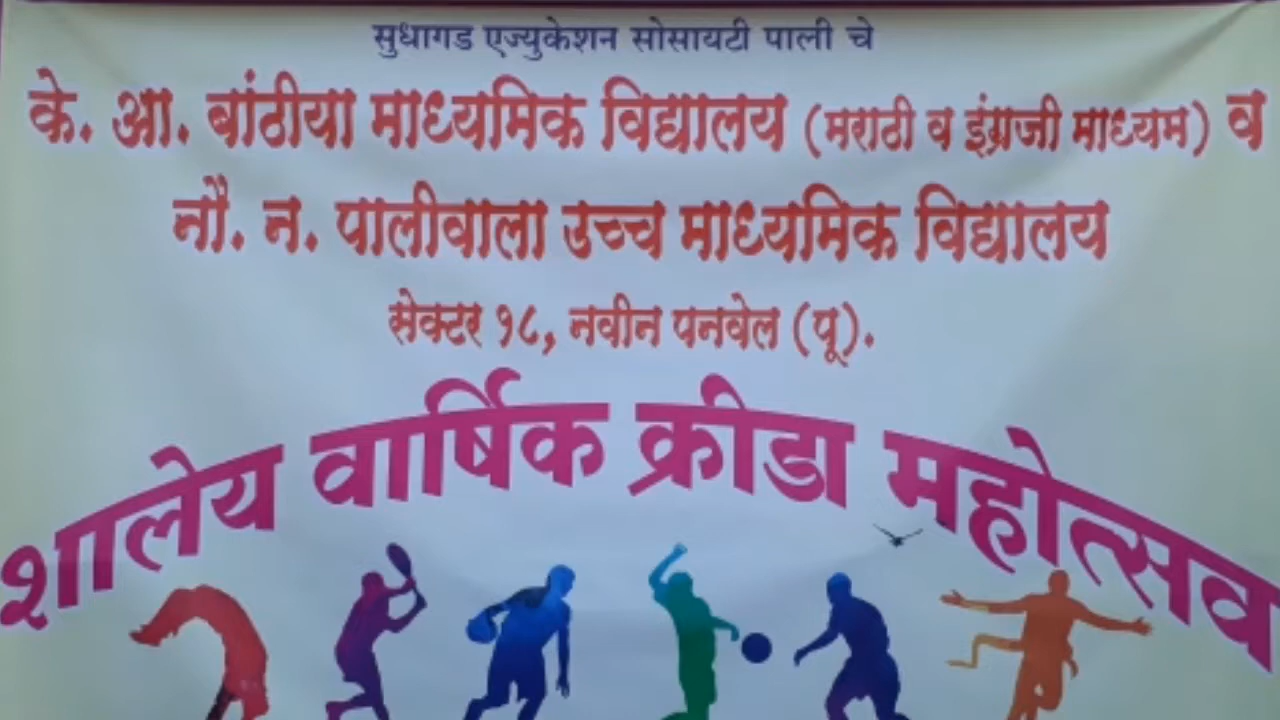 सुधागड एज्युकेशन सोसायटी पाली चे
के. आ. बांठीया माध्यमिक विद्यालय (मराठी व इंग्रजी माध्यम) व
नौ. न. पालीवाला उच्च माध्यमिक विद्यालय
सेक्टर १८, नवीन पनवेल (पू).
शालेय वार्षिक क्रीडा महोत्सव